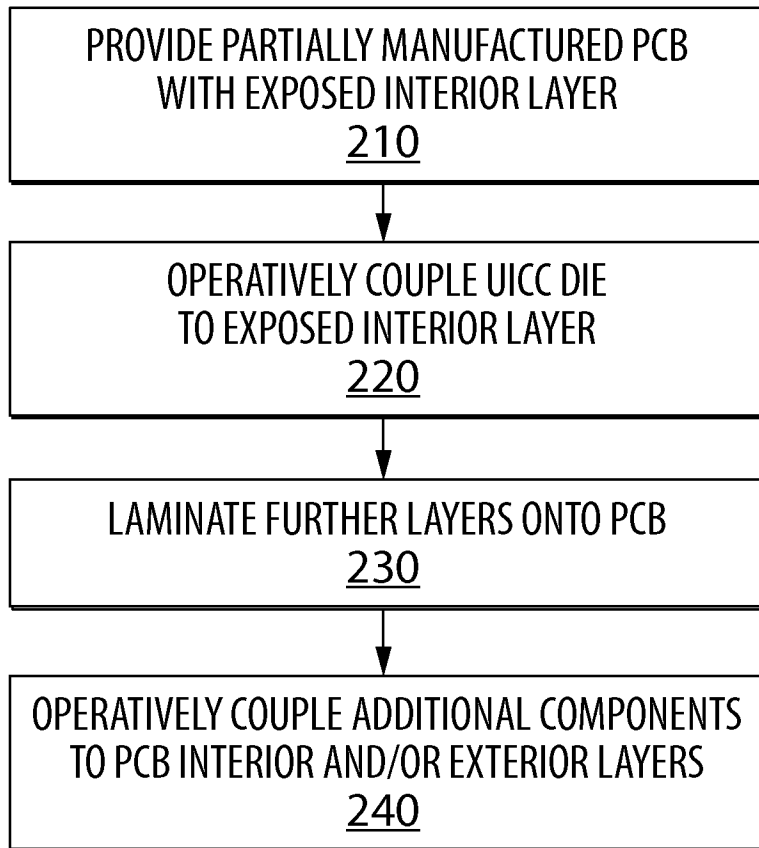 PROVIDE PARTIALLY MANUFACTURED PCB
WITH EXPOSED INTERIOR LAYER
210
OPERATIVELY COUPLE UICC DIE
TO EXPOSED INTERIOR LAYER
220
LAMINATE FURTHER LAYERS ONTO PCB
230
OPERATIVELY COUPLE ADDITIONAL COMPONENTS
TO PCB INTERIOR AND/OR EXTERIOR LAYERS
240